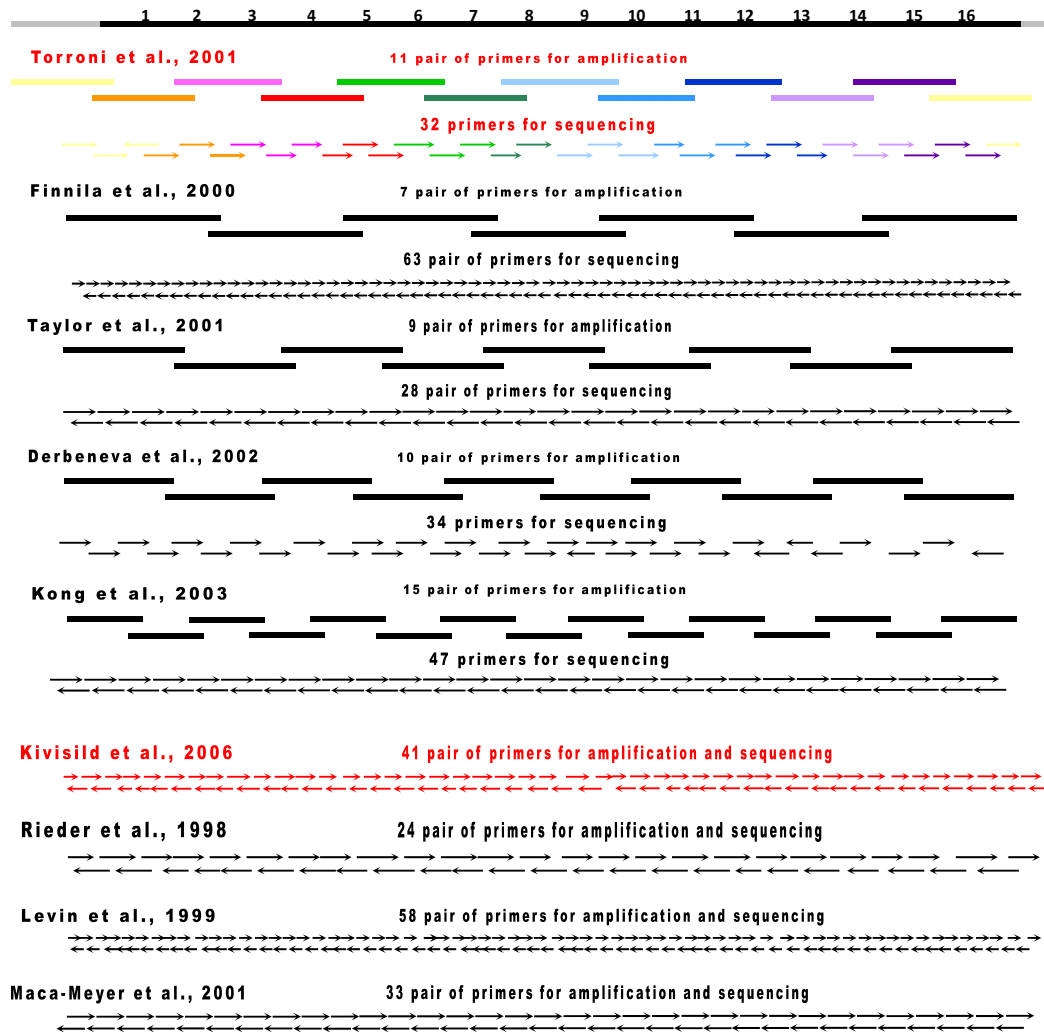 1 2 3 4 5 6 7 8 9 10 11 12 13 14 15 16
Torroni et al., 2001 11 pair of primers for amplification
32 primers for sequencing
Finnila et al., 2000 7 pair of primers for amplification
63 pair of primers for sequencing
Taylor et al., 2001 9 pair of primers for amplification
28 pair of primers for sequencing
Derbeneva et al., 2002 10 pair of primers for amplification
34 primers for sequencing
Kong et al., 2003 15 pair of primers for amplification
47 primers for sequencing
Kivisild et al., 2006 41 pair of primers for amplification and sequencing
Rieder et al., 1998 24 pair of primers for amplification and sequencing
Levin et al., 1999 58 pair of primers for amplification and sequencing
Maca-Meyer et al., 2001 33 pair of primers for amplification and sequencing